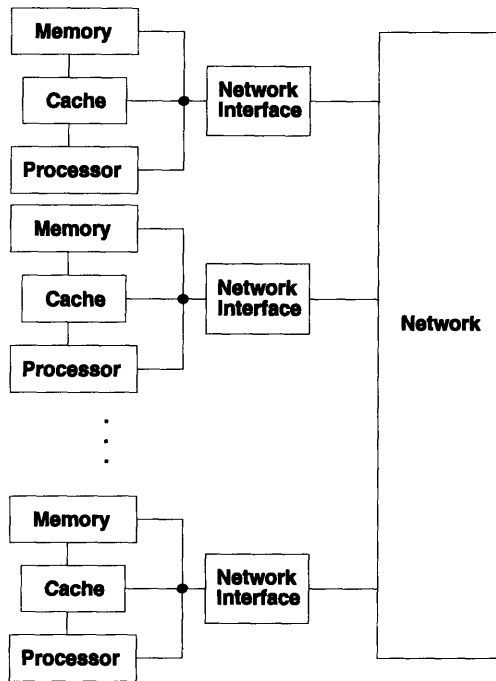 Memory
Cache
Processor
Network
Interface
Memory
Cache
Processor
Network
Interface
Network
Memory
Cache
Processor
Network
Interface